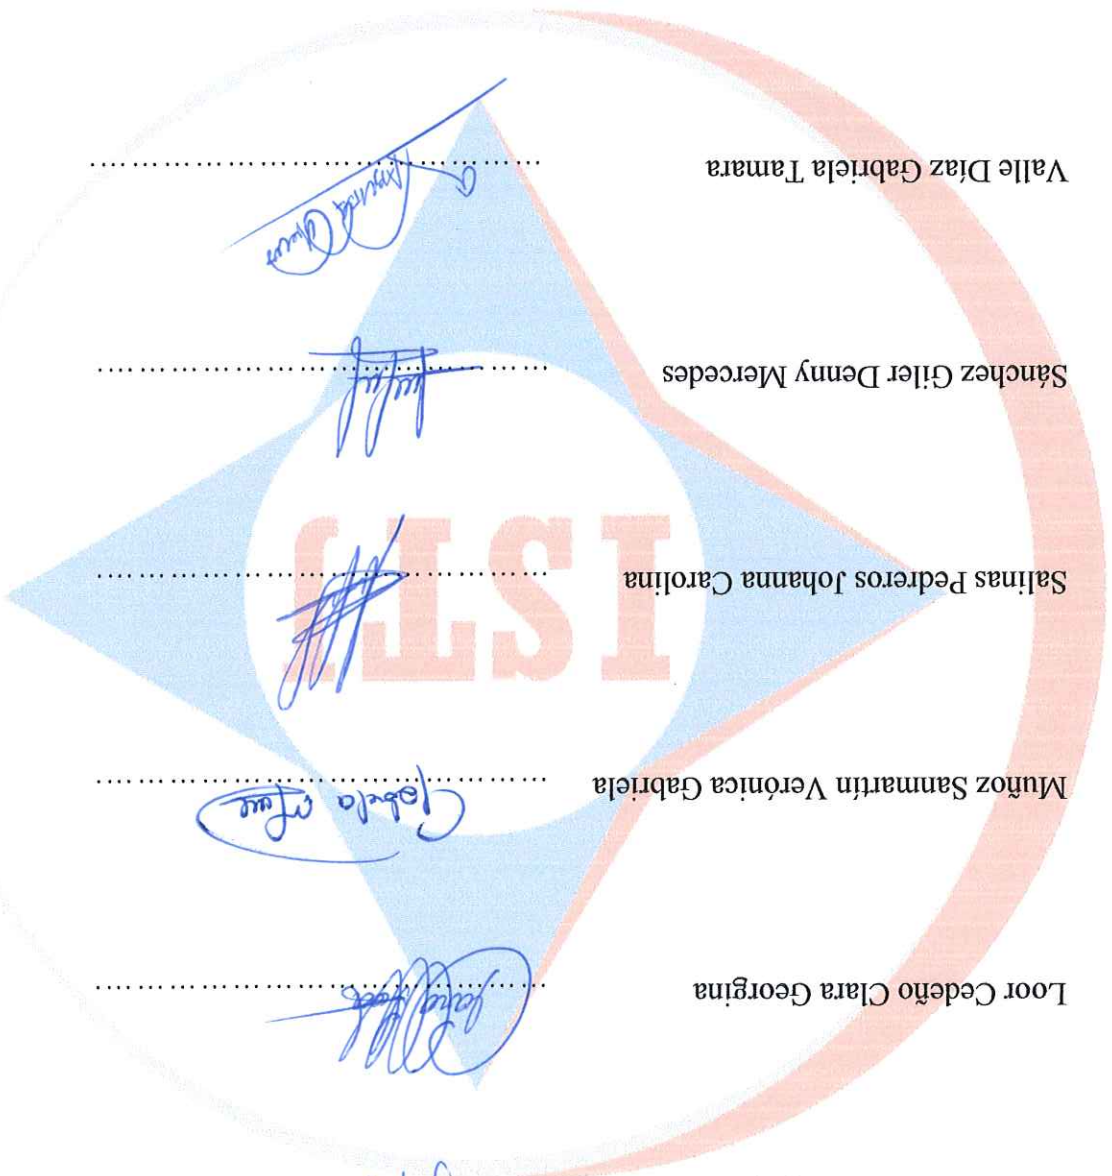 Loor Cedeño Clara Georgina ........................................
Muñoz Sanmartín Verónica Gabriela ........................................ Gabriela
Salinas Pedreros Johanna Carolina ........................................
Sánchez Giler Denny Mercedes ........................................
Valle Díaz Gabriela Tamara ........................................